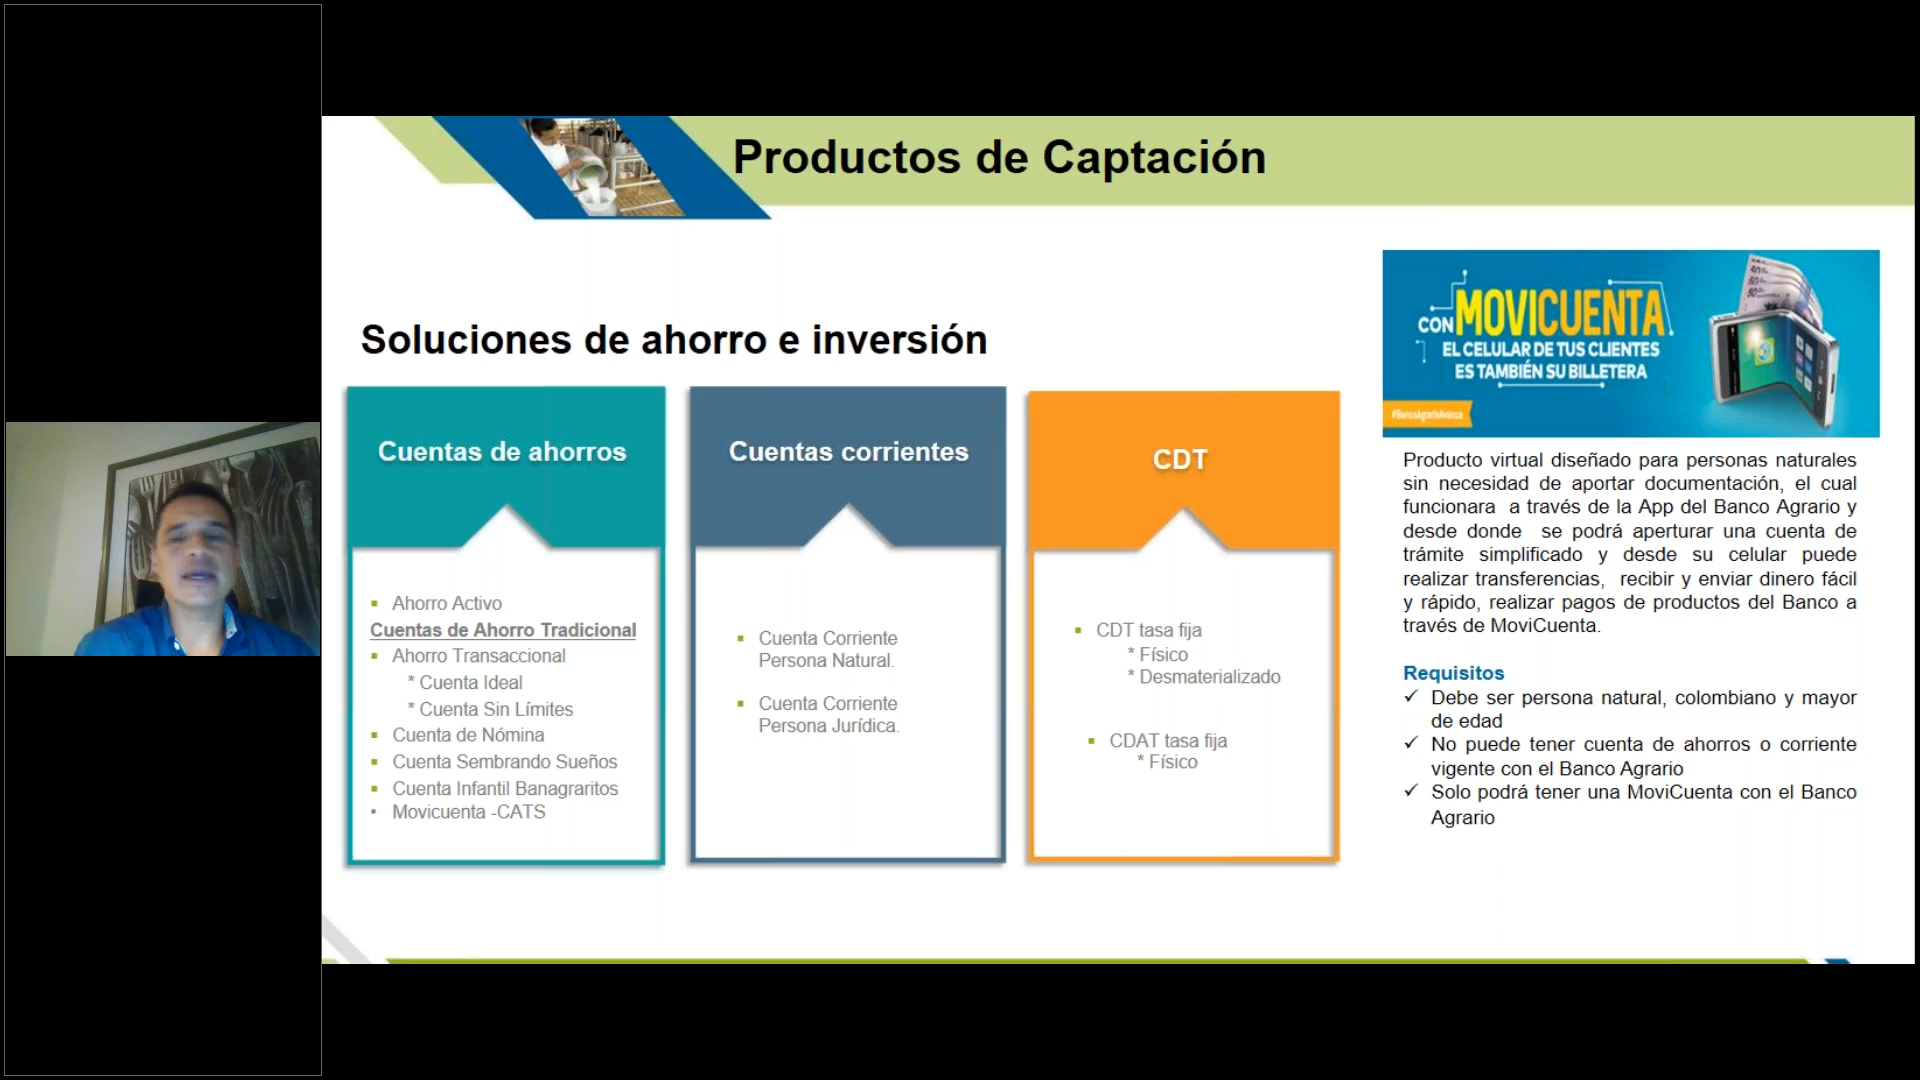 Productos de Captación
Soluciones de ahorro e inversión
Cuentas de ahorros
▪ Ahorro Activo
Cuentas de Ahorro Tradicional
▪ Ahorro Transaccional
* Cuenta Ideal
* Cuenta Sin Límites
▪ Cuenta de Nómina
▪ Cuenta Sembrando Sueños
▪ Cuenta Infantil Banagraritos
• Movicuenta -CATS
Cuentas corrientes
▪ Cuenta Corriente
Persona Natural.
▪ Cuenta Corriente
Persona Jurídica.
CDT
▪ CDT tasa fija
* Físico
* Desmaterializado
▪ CDAT tasa fija
* Físico
CON MOVICUENTA
EL CELULAR DE TUS CLIENTES
ES TAMBIÉN SU BILLETERA
#BancoAgrarioAvanza
Producto virtual diseñado para personas naturales
sin necesidad de aportar documentación, el cual
funcionara a través de la App del Banco Agrario y
desde donde se podrá aperturar una cuenta de
trámite simplificado y desde su celular puede
realizar transferencias, recibir y enviar dinero fácil
y rápido, realizar pagos de productos del Banco a
través de MoviCuenta.
Requisitos
✓ Debe ser persona natural, colombiano y mayor
de edad
✓ No puede tener cuenta de ahorros o corriente
vigente con el Banco Agrario
✓ Solo podrá tener una MoviCuenta con el Banco
Agrario